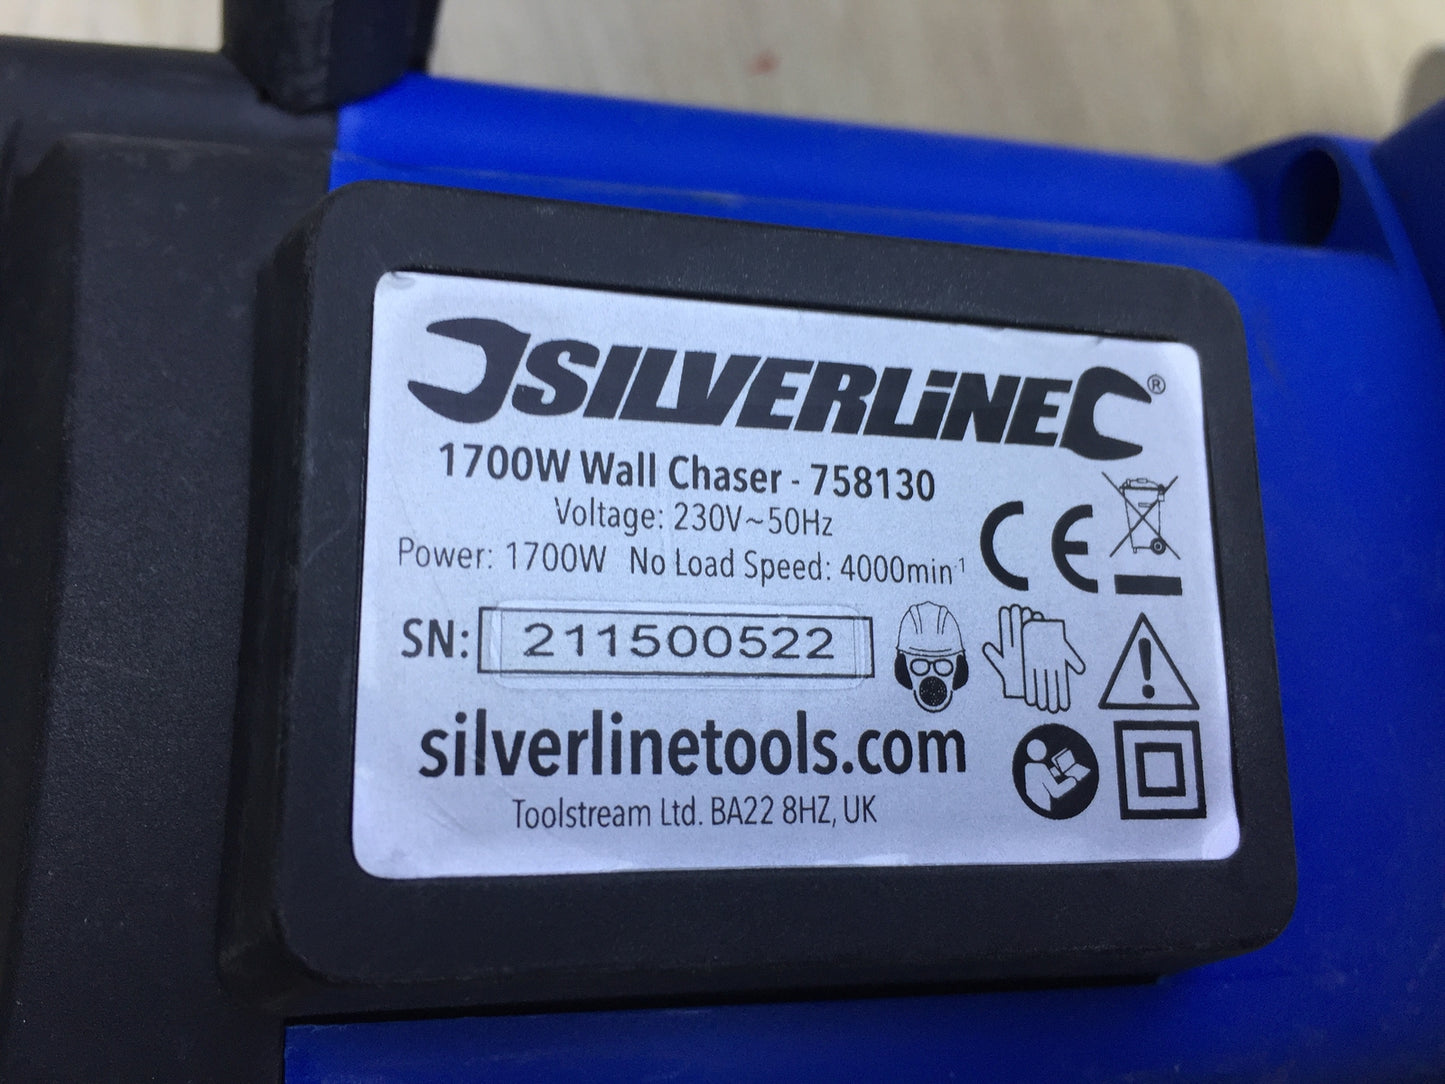 SILVERLINE®
1700W Wall Chaser - 758130
Voltage: 230V~50Hz
Power: 1700W No Load Speed: 4000min⁻¹
CE
SN: 211500522
silverlinetools.com
Toolstream Ltd. BA22 8HZ, UK